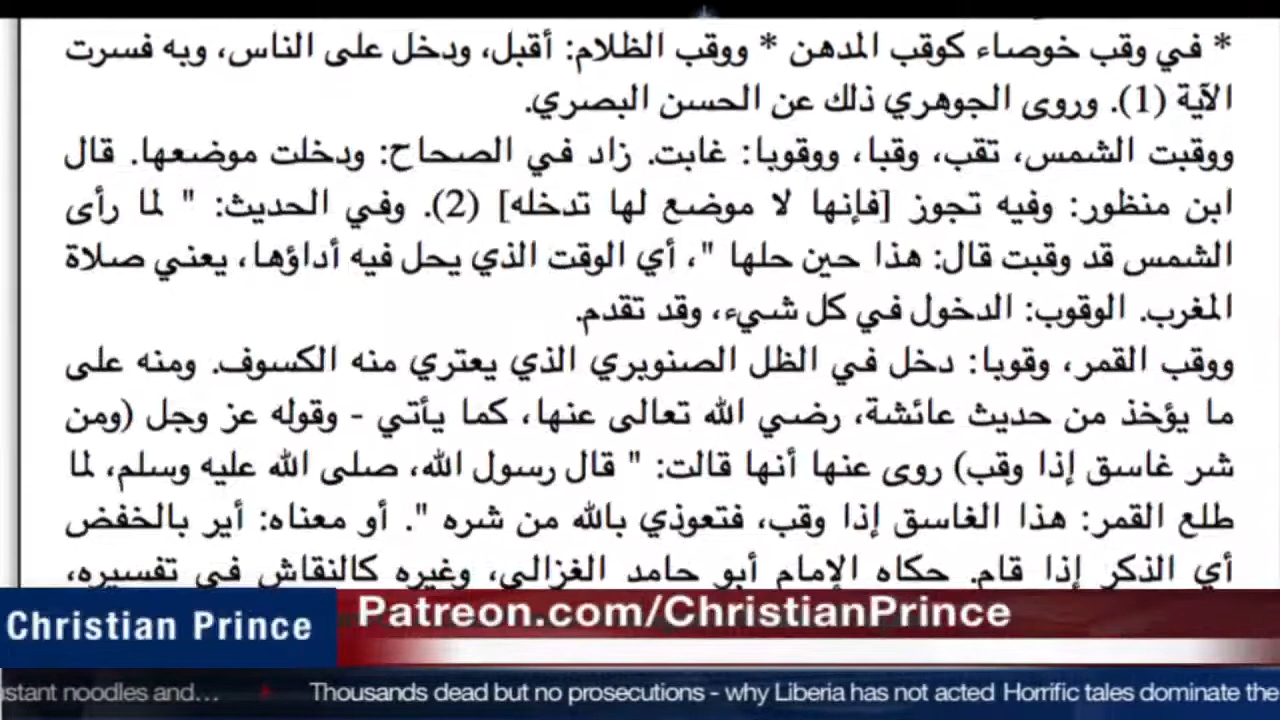 * في وقب خوصاء كوقب المدهن * ووقب الظلام: أقبل، ودخل على الناس، وبه فسرت
الآية (1). وروى الجوهري ذلك عن الحسن البصري.
ووقبت الشمس، تقب، وقبا، ووقوبا: غابت. زاد في الصحاح: ودخلت موضعها. قال
ابن منظور: وفيه تجوز [فإنها لا موضع لها تدخله] (2). وفي الحديث: " لما رأى
الشمس قد وقبت قال: هذا حين حلها "، أي الوقت الذي يحل فيه أداؤها، يعني صلاة
المغرب. الوقوب: الدخول في كل شيء، وقد تقدم.
ووقب القمر، وقوبا: دخل في الظل الصنوبري الذي يعتري منه الكسوف. ومنه على
ما يؤخذ من حديث عائشة، رضي الله تعالى عنها، كما يأتي - وقوله عز وجل (ومن
شر غاسق إذا وقب) روى عنها أنها قالت: " قال رسول الله، صلى الله عليه وسلم، لما
طلع القمر: هذا الغاسق إذا وقب، فتعوذي بالله من شره ". أو معناه: أير بالخفض
أي الذكر إذا قام. حكاه الإمام أبو حامد الغزالي، وغيره كالنقاش في تفسيره،
Christian Prince
Patreon.com/ChristianPrince
nstant noodles and… Thousands dead but no prosecutions - why Liberia has not acted Horrific tales dominate the